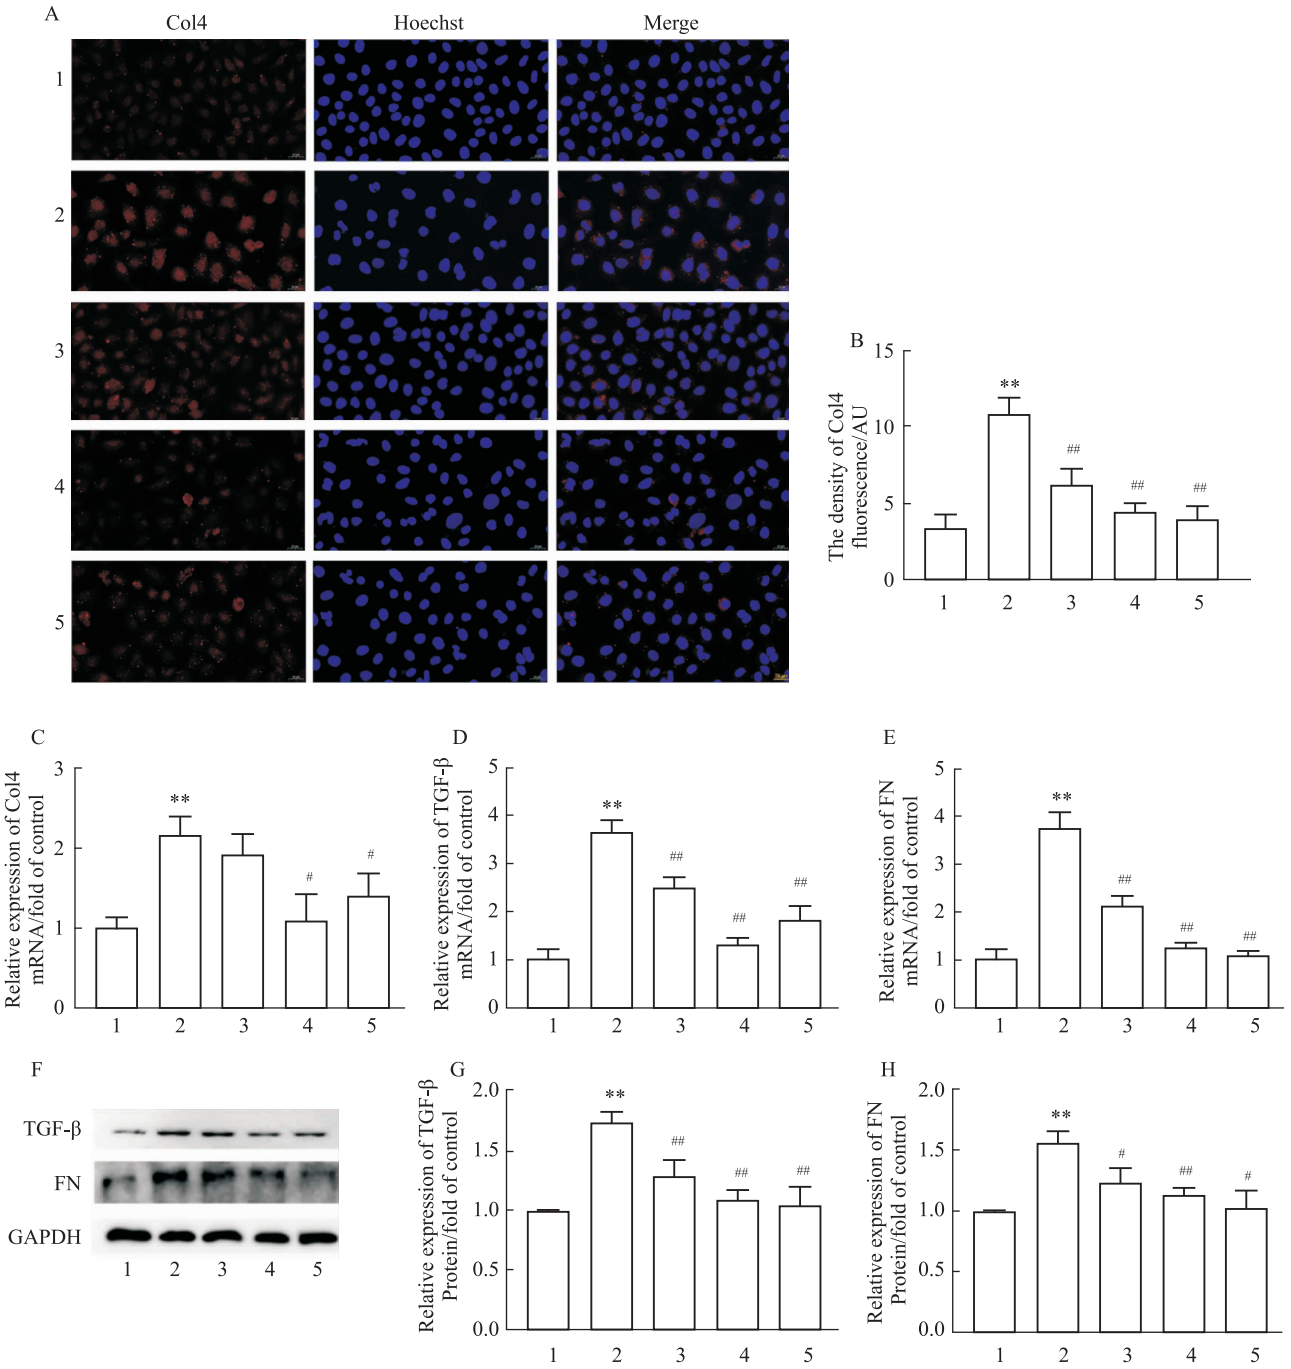 A
Col4 Hoechst Merge
1
2
3
4
5
B
The density of Col4
fluorescence/AU
15
10
5
0
**
##
##
##
1 2 3 4 5
C
Relative expression of Col4
mRNA/fold of control
3
2
1
0
**
#
#
1 2 3 4 5
D
Relative expression of TGF-β
mRNA/fold of control
5
4
3
2
1
0
**
##
##
##
1 2 3 4 5
E
Relative expression of FN
mRNA/fold of control
5
4
3
2
1
0
**
##
##
##
1 2 3 4 5
F
TGF-β
FN
GAPDH
1 2 3 4 5
G
Relative expression of TGF-β
Protein/fold of control
2.0
1.5
1.0
0.5
0.0
**
##
##
##
1 2 3 4 5
H
Relative expression of FN
Protein/fold of control
2.0
1.5
1.0
0.5
0.0
**
#
##
#
1 2 3 4 5